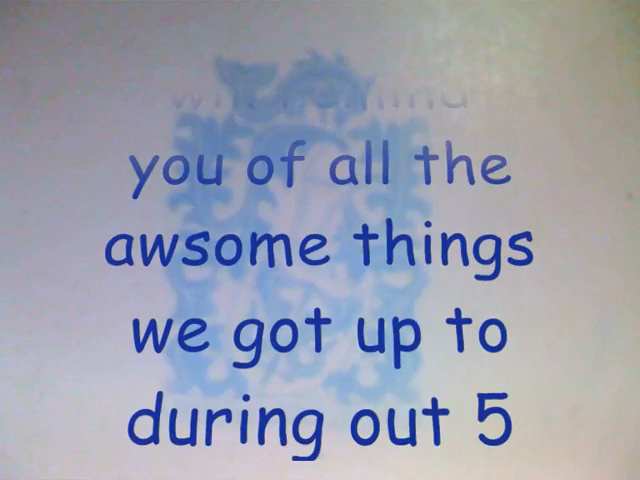 you of all the
awsome things
we got up to
during out 5